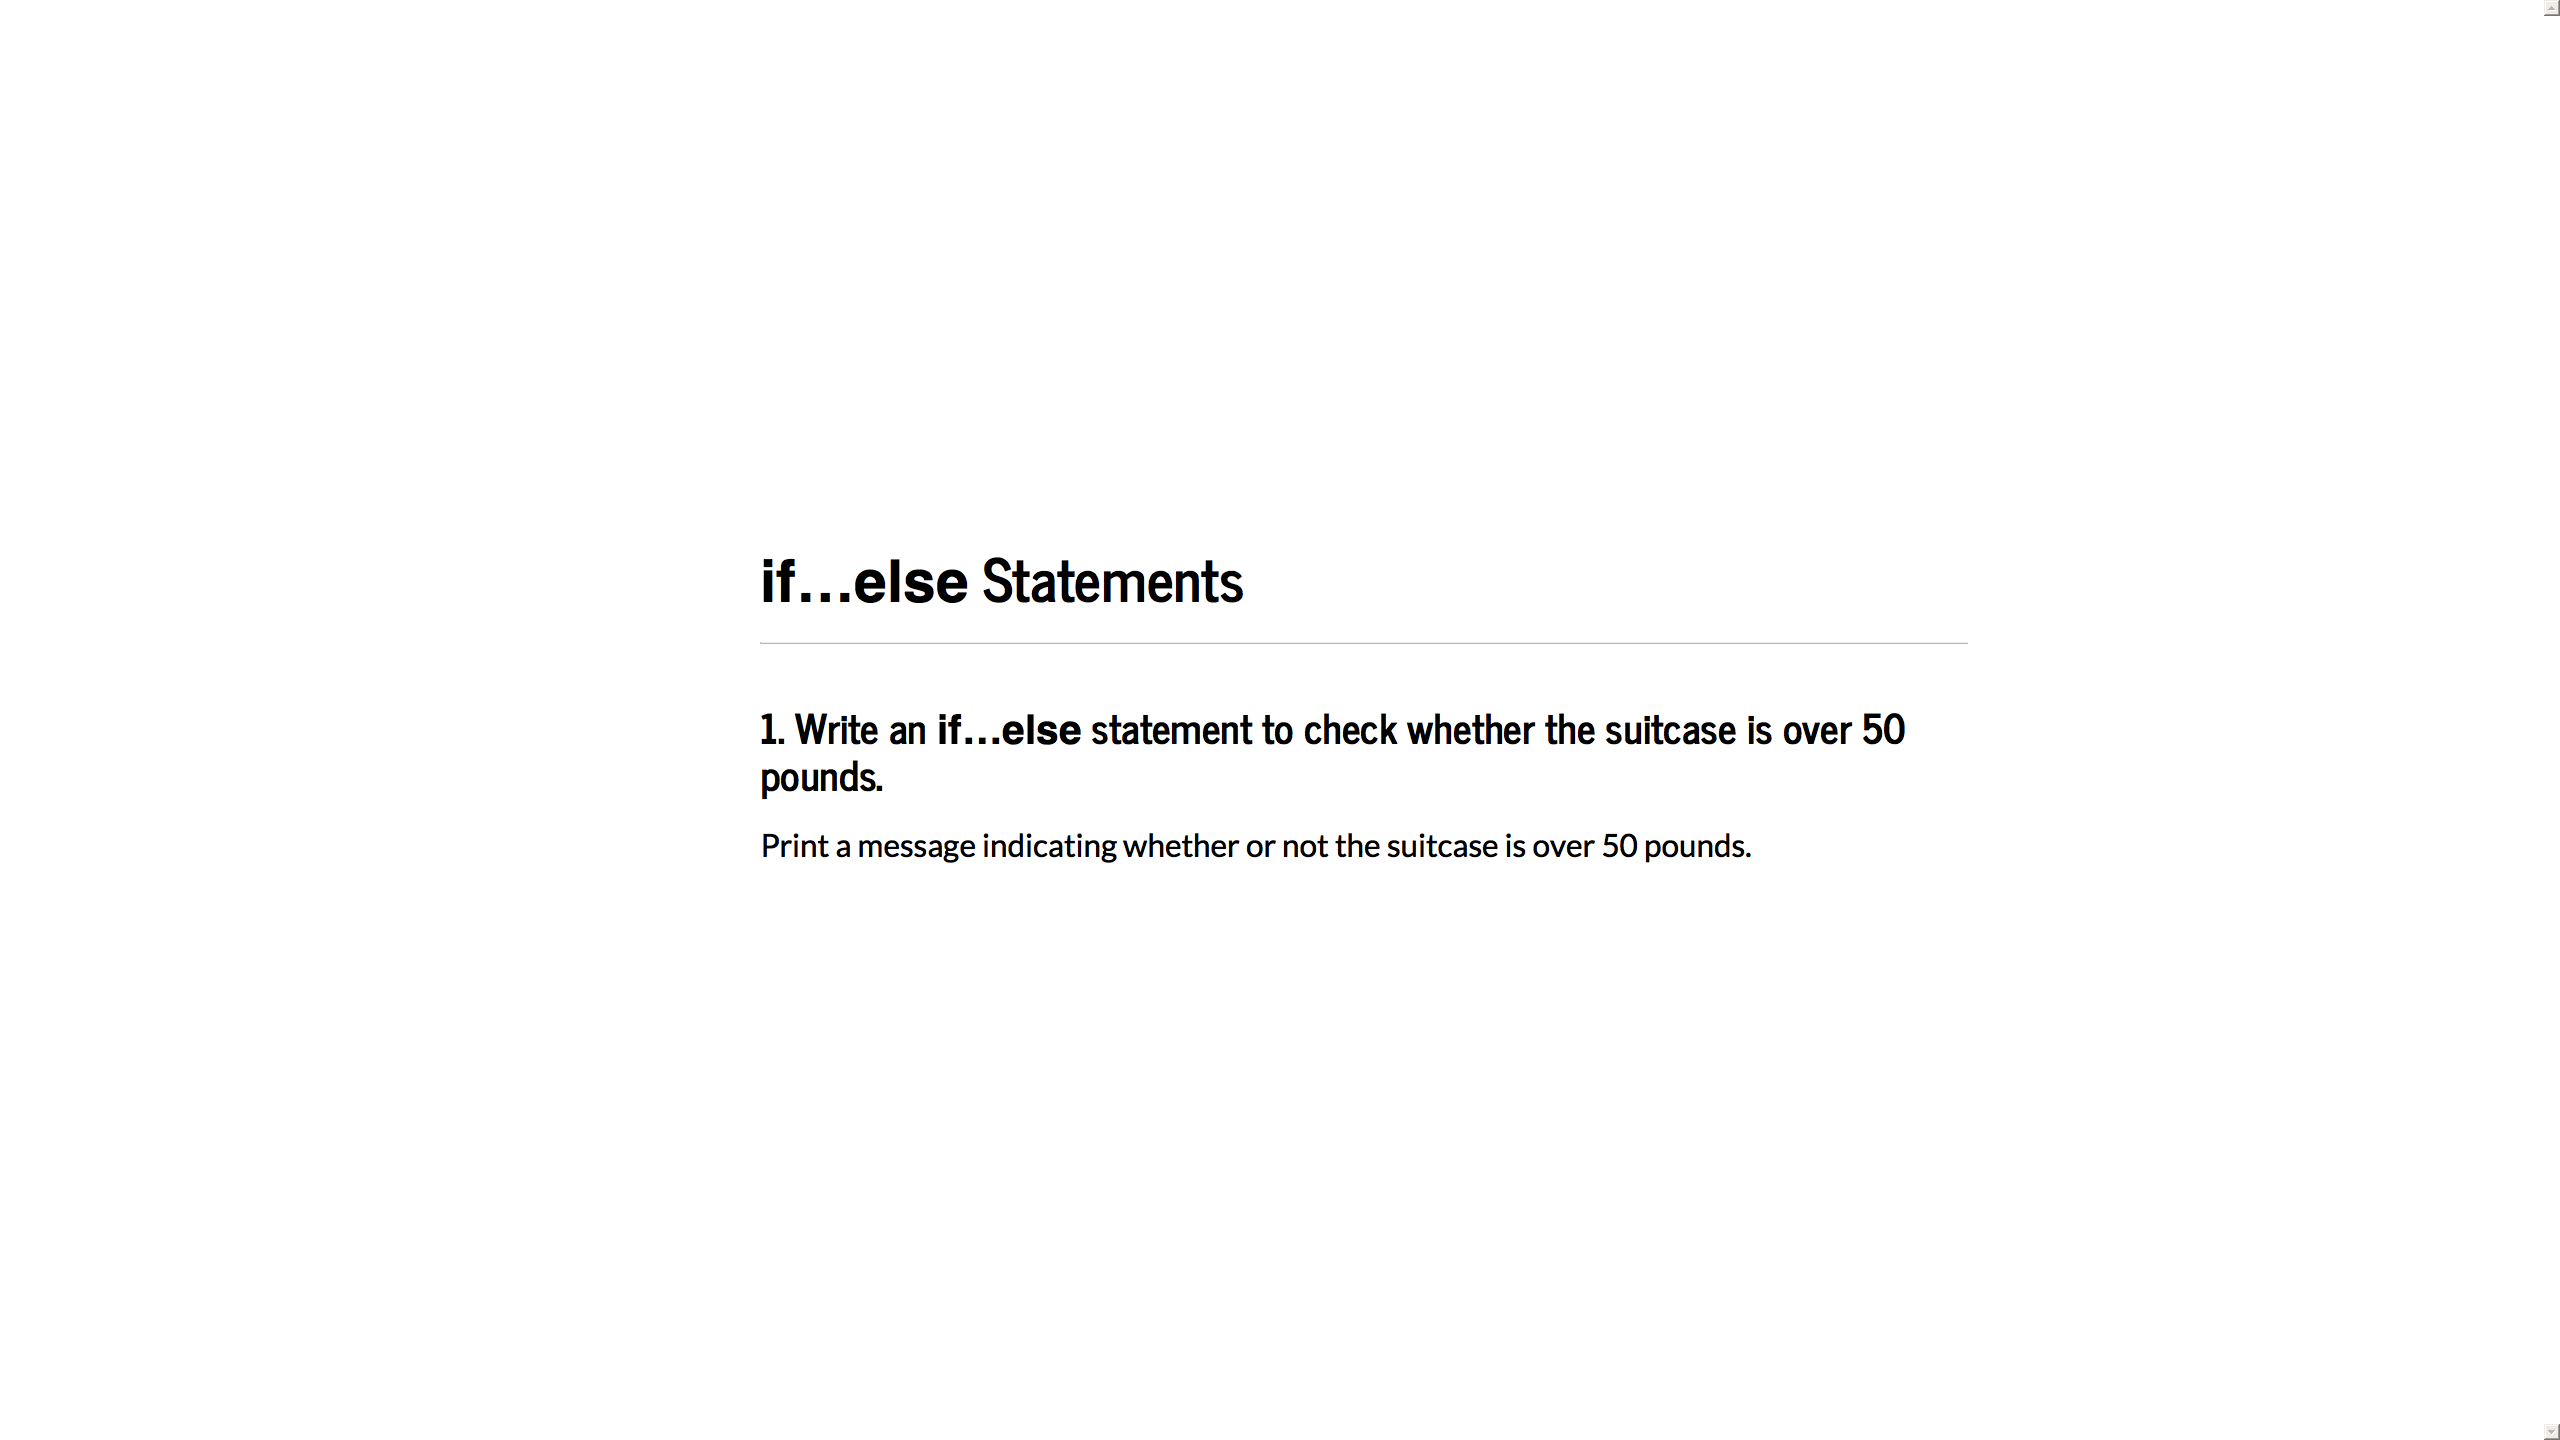 if…else Statements
1. Write an if…else statement to check whether the suitcase is over 50
pounds.
Print a message indicating whether or not the suitcase is over 50 pounds.